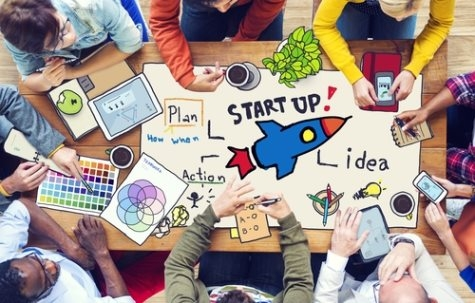 START UP!
Plan
How when
idea
Action